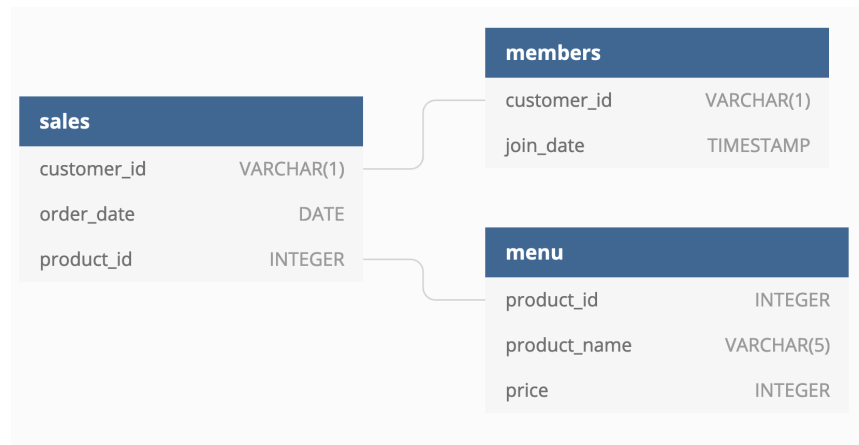 sales
customer_id VARCHAR(1)
order_date DATE
product_id INTEGER
members
customer_id VARCHAR(1)
join_date TIMESTAMP
menu
product_id INTEGER
product_name VARCHAR(5)
price INTEGER